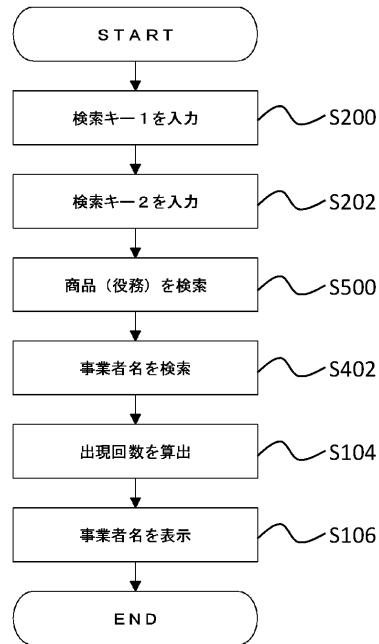 START
検索キー1を入力
S200
検索キー2を入力
S202
商品（役務）を検索
S500
事業者名を検索
S402
出現回数を算出
S104
事業者名を表示
S106
END